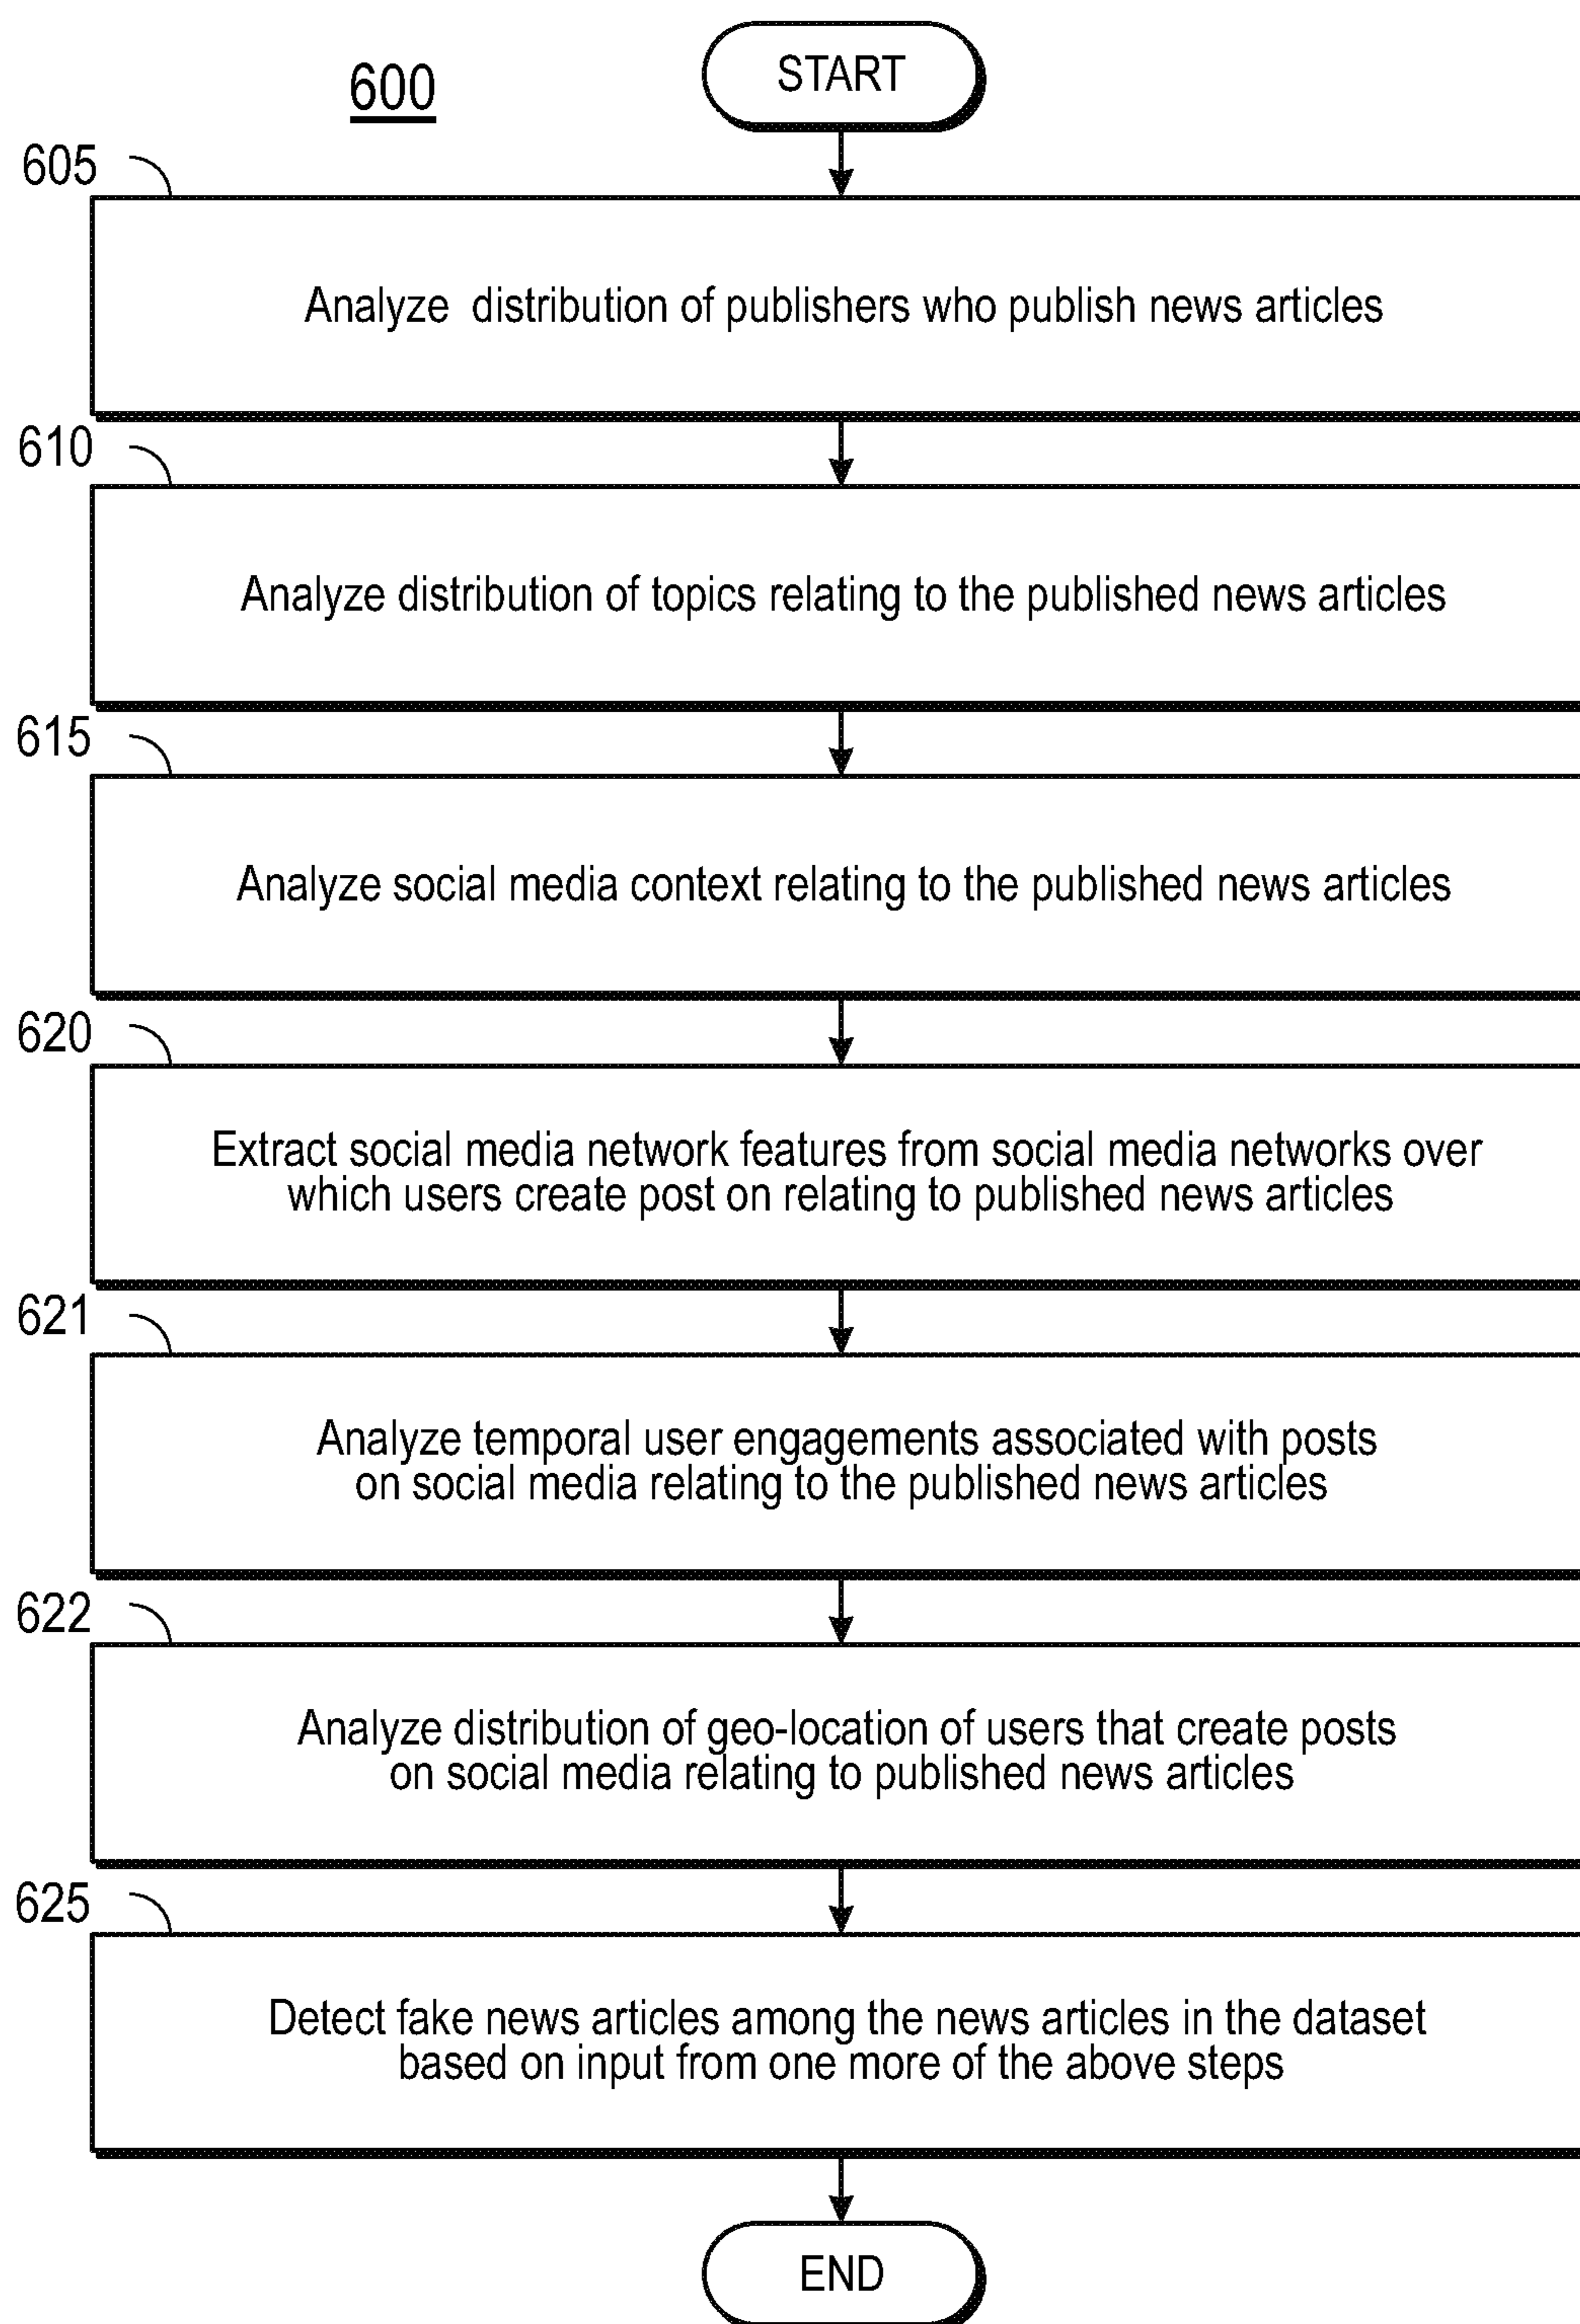 600
START
605
Analyze distribution of publishers who publish news articles
610
Analyze distribution of topics relating to the published news articles
615
Analyze social media context relating to the published news articles
620
Extract social media network features from social media networks over
which users create post on relating to published news articles
621
Analyze temporal user engagements associated with posts
on social media relating to the published news articles
622
Analyze distribution of geo-location of users that create posts
on social media relating to published news articles
625
Detect fake news articles among the news articles in the dataset
based on input from one more of the above steps
END